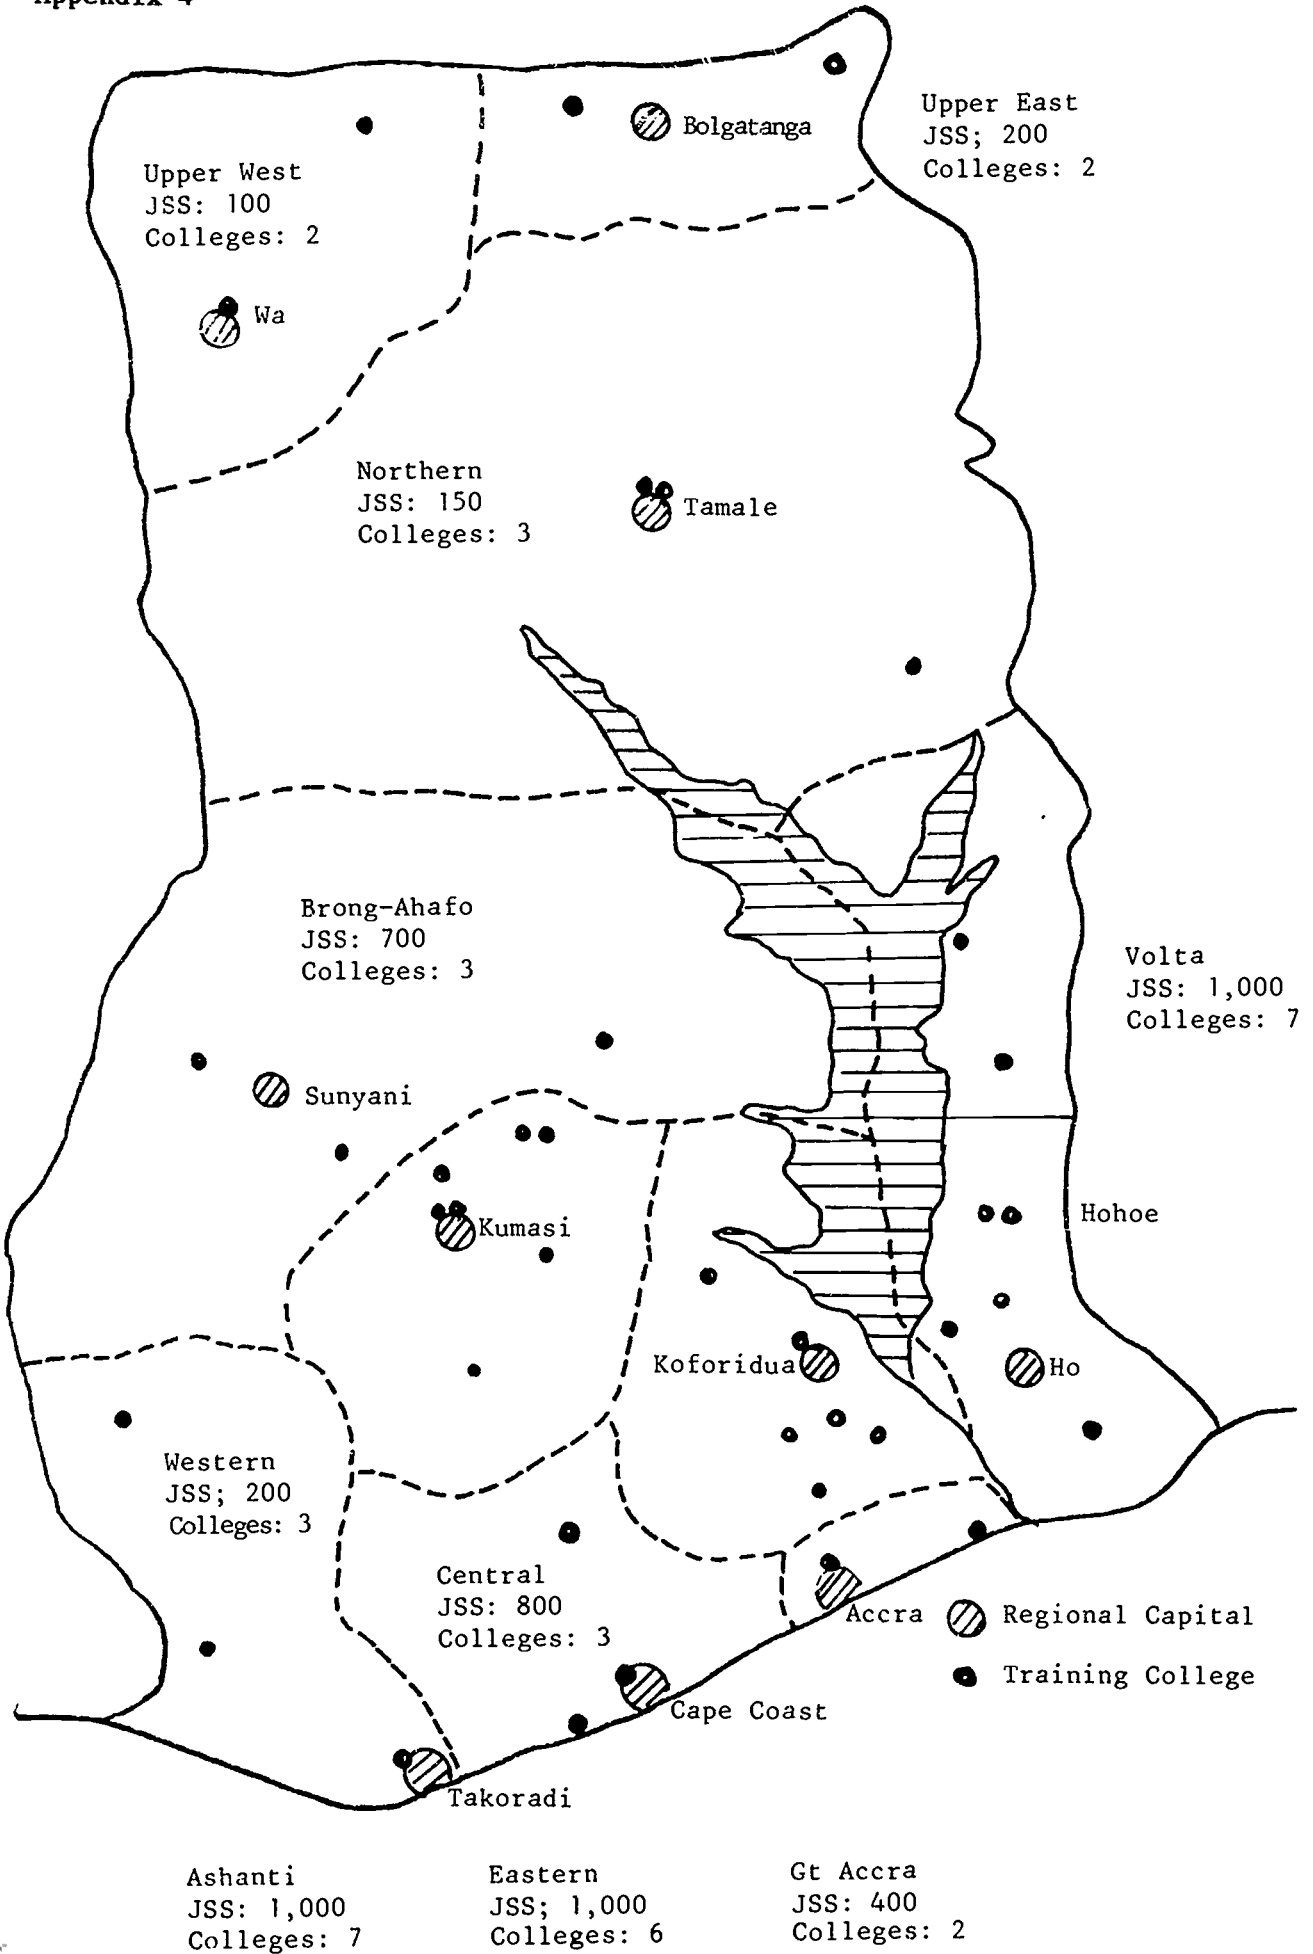 Appendix 4
Upper East
JSS; 200
Colleges: 2
Bolgatanga
Upper West
JSS: 100
Colleges: 2
Wa
Northern
JSS: 150
Colleges: 3
Tamale
Brong-Ahafo
JSS: 700
Colleges: 3
Volta
JSS: 1,000
Colleges: 7
Sunyani
Hohoe
Kumasi
Koforidua
Ho
Western
JSS; 200
Colleges: 3
Central
JSS: 800
Colleges: 3
Accra
Regional Capital
Training College
Cape Coast
Takoradi
Ashanti
JSS: 1,000
Colleges: 7
Eastern
JSS; 1,000
Colleges: 6
Gt Accra
JSS: 400
Colleges: 2